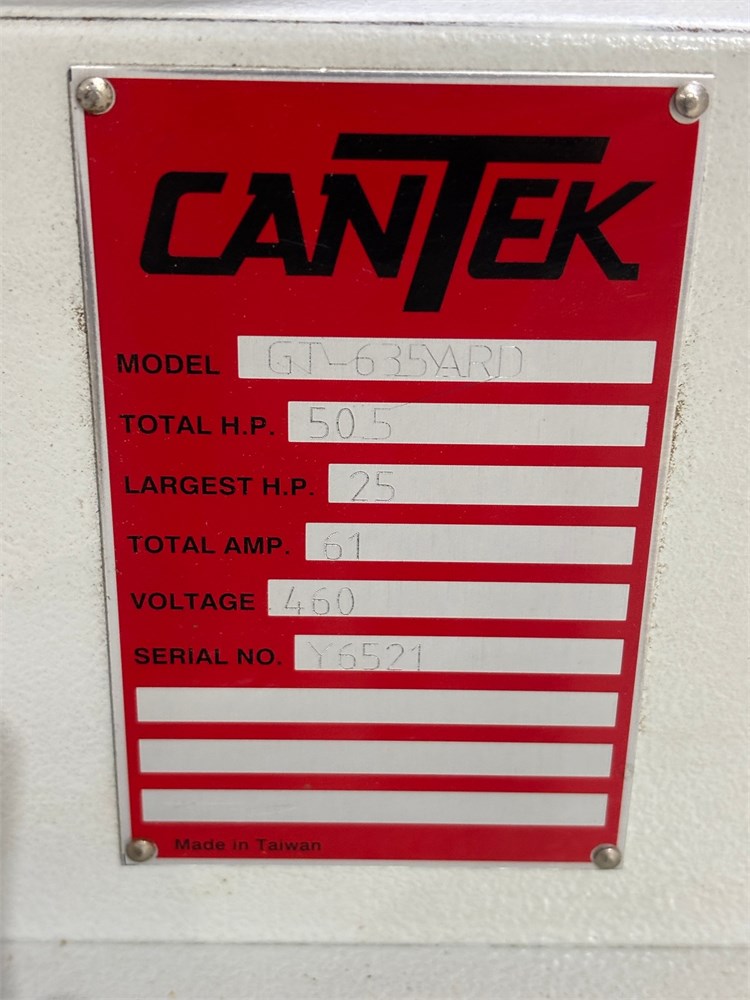 CANTEK
MODEL GT-635YARD
TOTAL H.P. 50.5
LARGEST H.P. 25
TOTAL AMP. 61
VOLTAGE 460
SERIAL NO. Y6521
Made in Taiwan